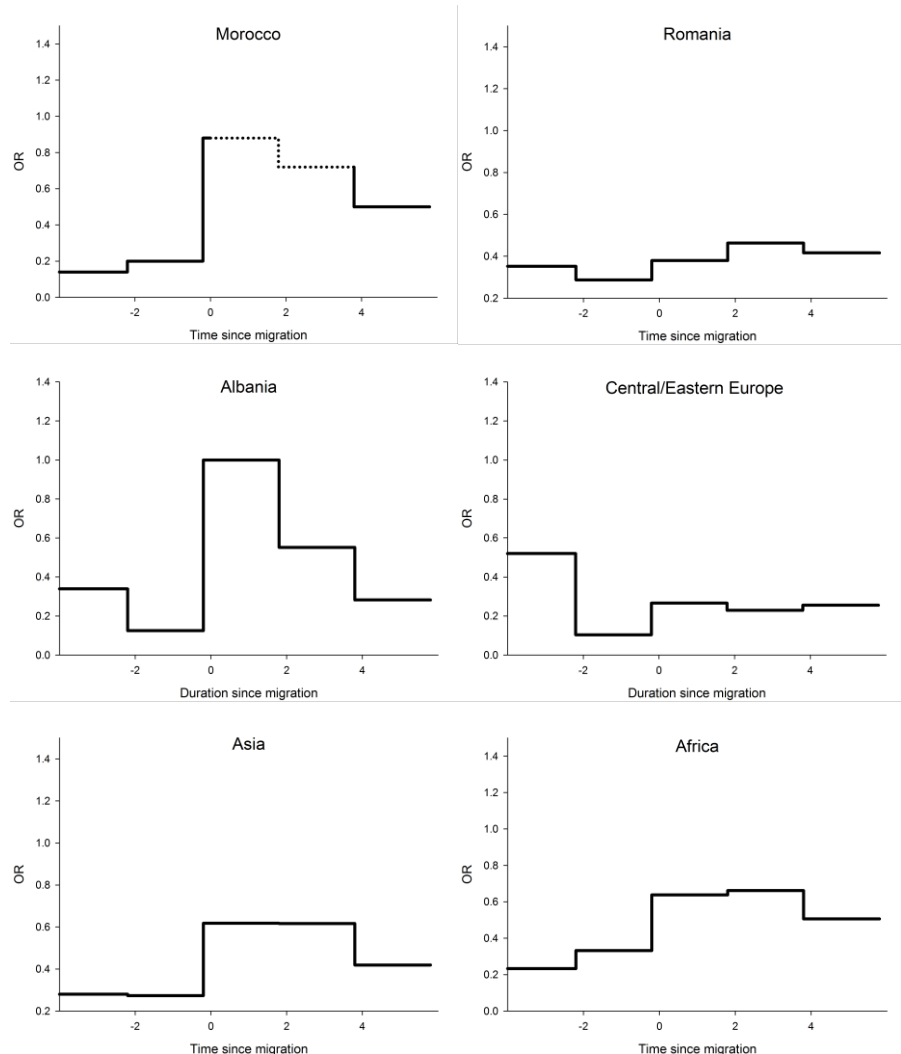 Morocco
1.4
1.2
1.0
0.8
0.6
0.4
0.2
0.0
OR
-2 0 2 4
Time since migration
Romania
1.4
1.2
1.0
0.8
0.6
0.4
0.2
OR
-2 0 2 4
Time since migration
Albania
1.4
1.2
1.0
0.8
0.6
0.4
0.2
0.0
OR
-2 0 2 4
Duration since migration
Central/Eastern Europe
1.4
1.2
1.0
0.8
0.6
0.4
0.2
0.0
OR
-2 0 2 4
Duration since migration
Asia
1.4
1.2
1.0
0.8
0.6
0.4
0.2
OR
-2 0 2 4
Time since migration
Africa
1.4
1.2
1.0
0.8
0.6
0.4
0.2
0.0
OR
-2 0 2 4
Time since migration